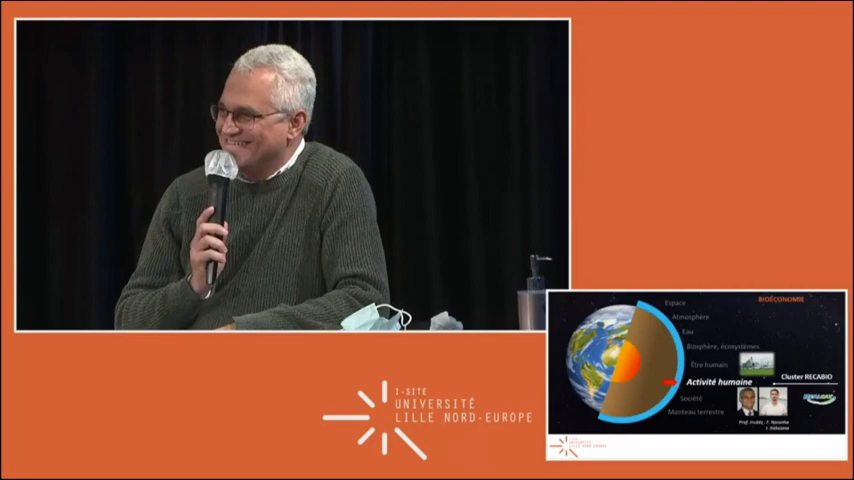 I-SITE
UNIVERSITÉ
LILLE NORD-EUROPE
BIOÉCONOMIE
Espace
Atmosphère
Eau
Biosphère, écosystèmes
Être humain
Activité humaine
Société
Manteau terrestre
Cluster RECABIO